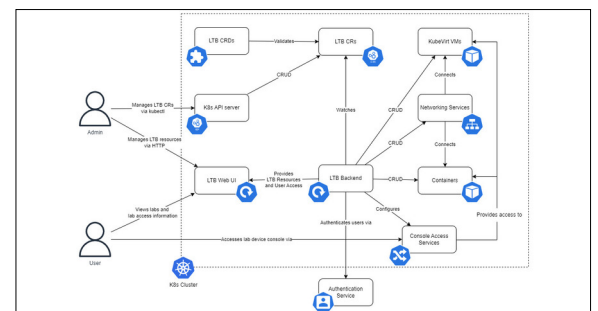 LTB CRDs
Validates
LTB CRs
KubeVirt VMs
CRUD
Connects
Manages LTB CRs
via kubectl
K8s API server
Networking Services
Admin
Watches
CRUD
Manages LTB resources
via HTTP
CRUD
Connects
LTB Web UI
Provides
LTB Resources
and User Access
LTB Backend
CRUD
Containers
Views labs and
lab access information
Configures
Provides access to
Authenticates users via
Accesses lab device console via
Console Access
Services
User
K8s Cluster
Authentication
Service